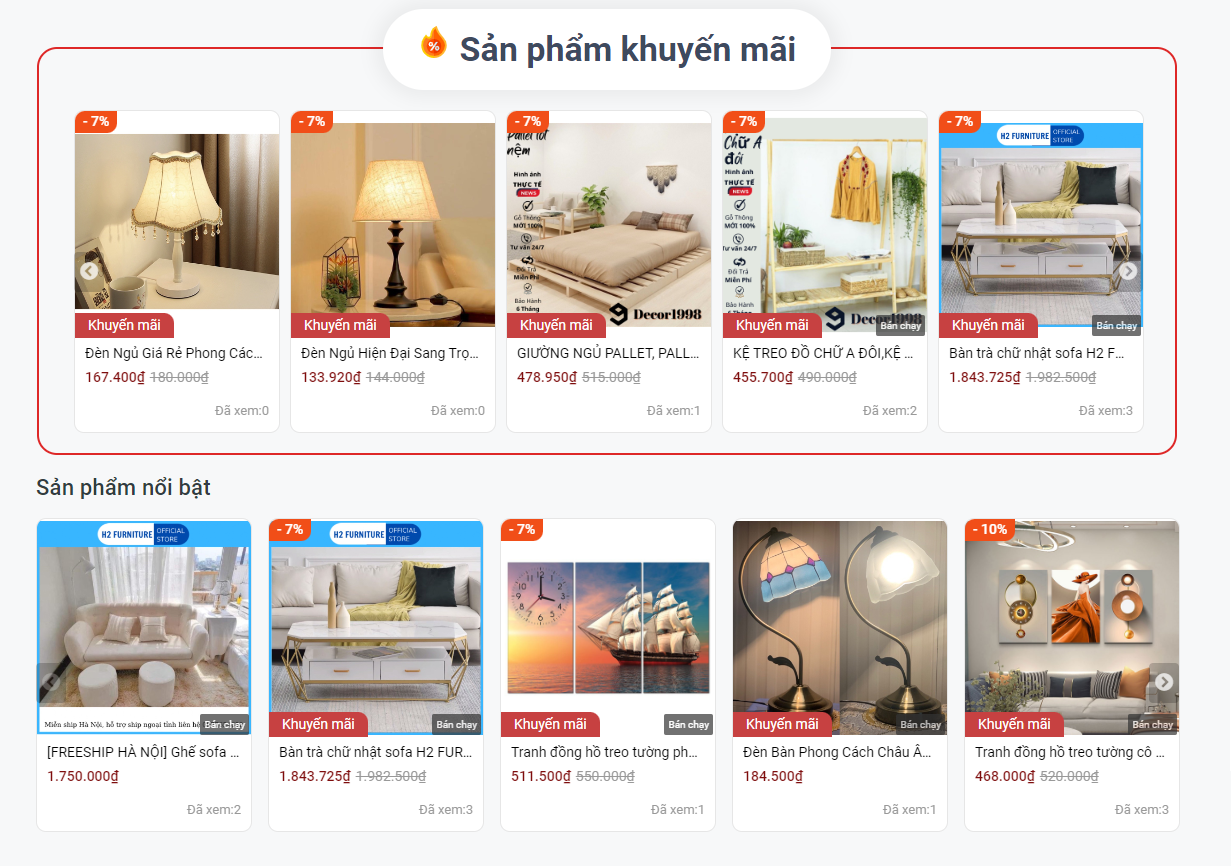 Sản phẩm khuyến mãi
- 7%
Khuyến mãi
Đèn Ngủ Giá Rẻ Phong Các...
167.400₫ 180.000₫
Đã xem:0
- 7%
Khuyến mãi
Đèn Ngủ Hiện Đại Sang Trọ...
133.920₫ 144.000₫
Đã xem:0
- 7%
Pallet lót
nệm
Hình ảnh
THỰC TẾ
NEWS
Gỗ Thông
MỚI 100%
Tư vấn 24/7
Đổi Trả
Miễn Phí
Bảo Hành
6 Tháng
Decor1998
Khuyến mãi
GIƯỜNG NGỦ PALLET, PALL...
478.950₫ 515.000₫
Đã xem:1
- 7%
Chữ A
đôi
Hình ảnh
THỰC TẾ
NEWS
Gỗ Thông
MỚI 100%
Tư vấn 24/7
Đổi Trả
Miễn Phí
Bảo Hành
Decor1998
Khuyến mãi
Bán chạy
KỆ TREO ĐỒ CHỮ A ĐÔI,KỆ ...
455.700₫ 490.000₫
Đã xem:2
- 7%
H2 FURNITURE OFFICIAL STORE
Khuyến mãi
Bán chạy
Bàn trà chữ nhật sofa H2 F...
1.843.725₫ 1.982.500₫
Đã xem:3
Sản phẩm nổi bật
H2 FURNITURE OFFICIAL STORE
Miễn ship Hà Nội, hỗ trợ ship ngoại tỉnh liên hệ
Bán chạy
[FREESHIP HÀ NỘI] Ghế sofa ...
1.750.000₫
Đã xem:2
- 7%
H2 FURNITURE OFFICIAL STORE
Khuyến mãi
Bán chạy
Bàn trà chữ nhật sofa H2 FUR...
1.843.725₫ 1.982.500₫
Đã xem:3
- 7%
Khuyến mãi
Bán chạy
Tranh đồng hồ treo tường ph...
511.500₫ 550.000₫
Đã xem:1
Khuyến mãi
Bán chạy
Đèn Bàn Phong Cách Châu Â...
184.500₫
Đã xem:1
- 10%
Khuyến mãi
Bán chạy
Tranh đồng hồ treo tường cô ...
468.000₫ 520.000₫
Đã xem:3